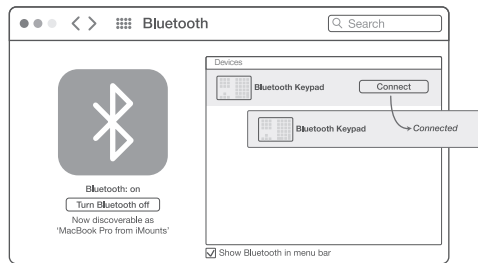 Bluetooth
Search
Devices
Bluetooth Keypad
Connect
Bluetooth Keypad
Connected
Bluetooth: on
Turn Bluetooth off
Now discoverable as
‘MacBook Pro from iMounts’
Show Bluetooth in menu bar